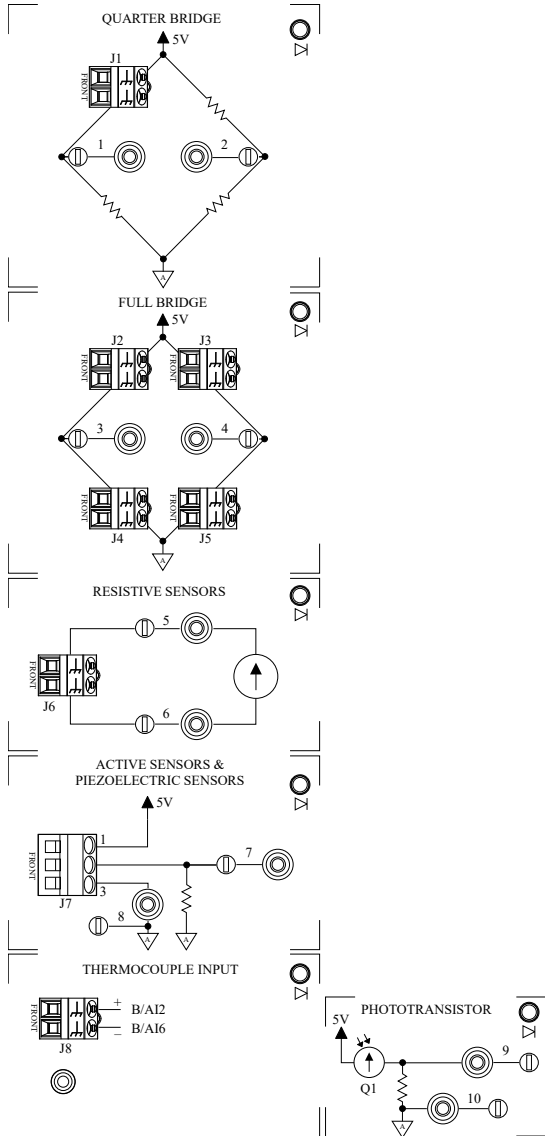 QUARTER BRIDGE
5V
J1
FRONT
1
2
A
FULL BRIDGE
5V
J2
J3
FRONT
FRONT
3
4
FRONT
FRONT
J4
J5
A
RESISTIVE SENSORS
5
FRONT
J6
6
ACTIVE SENSORS &
PIEZOELECTRIC SENSORS
5V
1
FRONT
7
3
J7
8
A
A
THERMOCOUPLE INPUT
FRONT
+
B/AI2
B/AI6
–
J8
PHOTOTRANSISTOR
5V
9
Q1
10
A